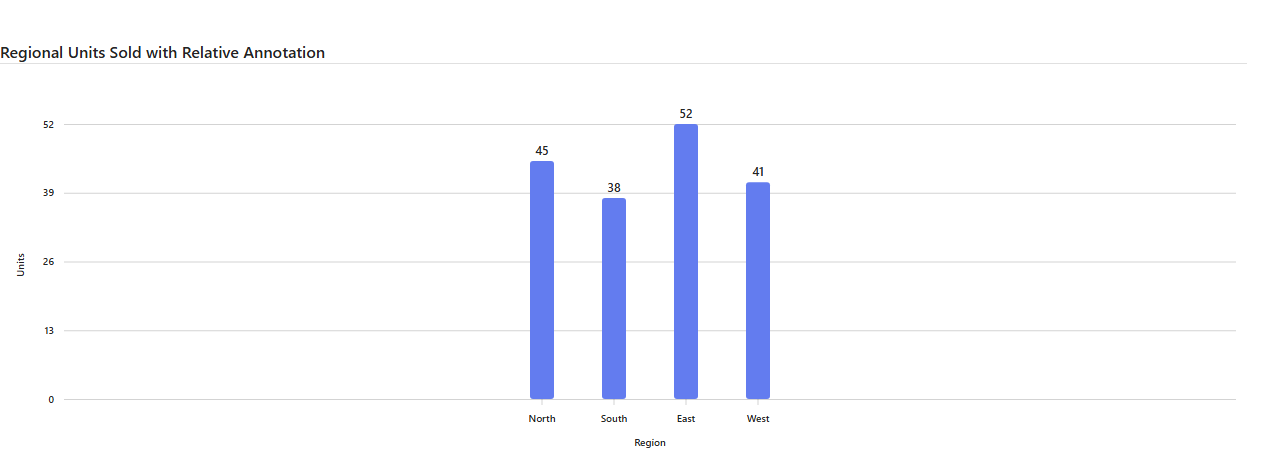 Regional Units Sold with Relative Annotation
52
39
26
13
0
Units
45
38
52
41
North South East West
Region